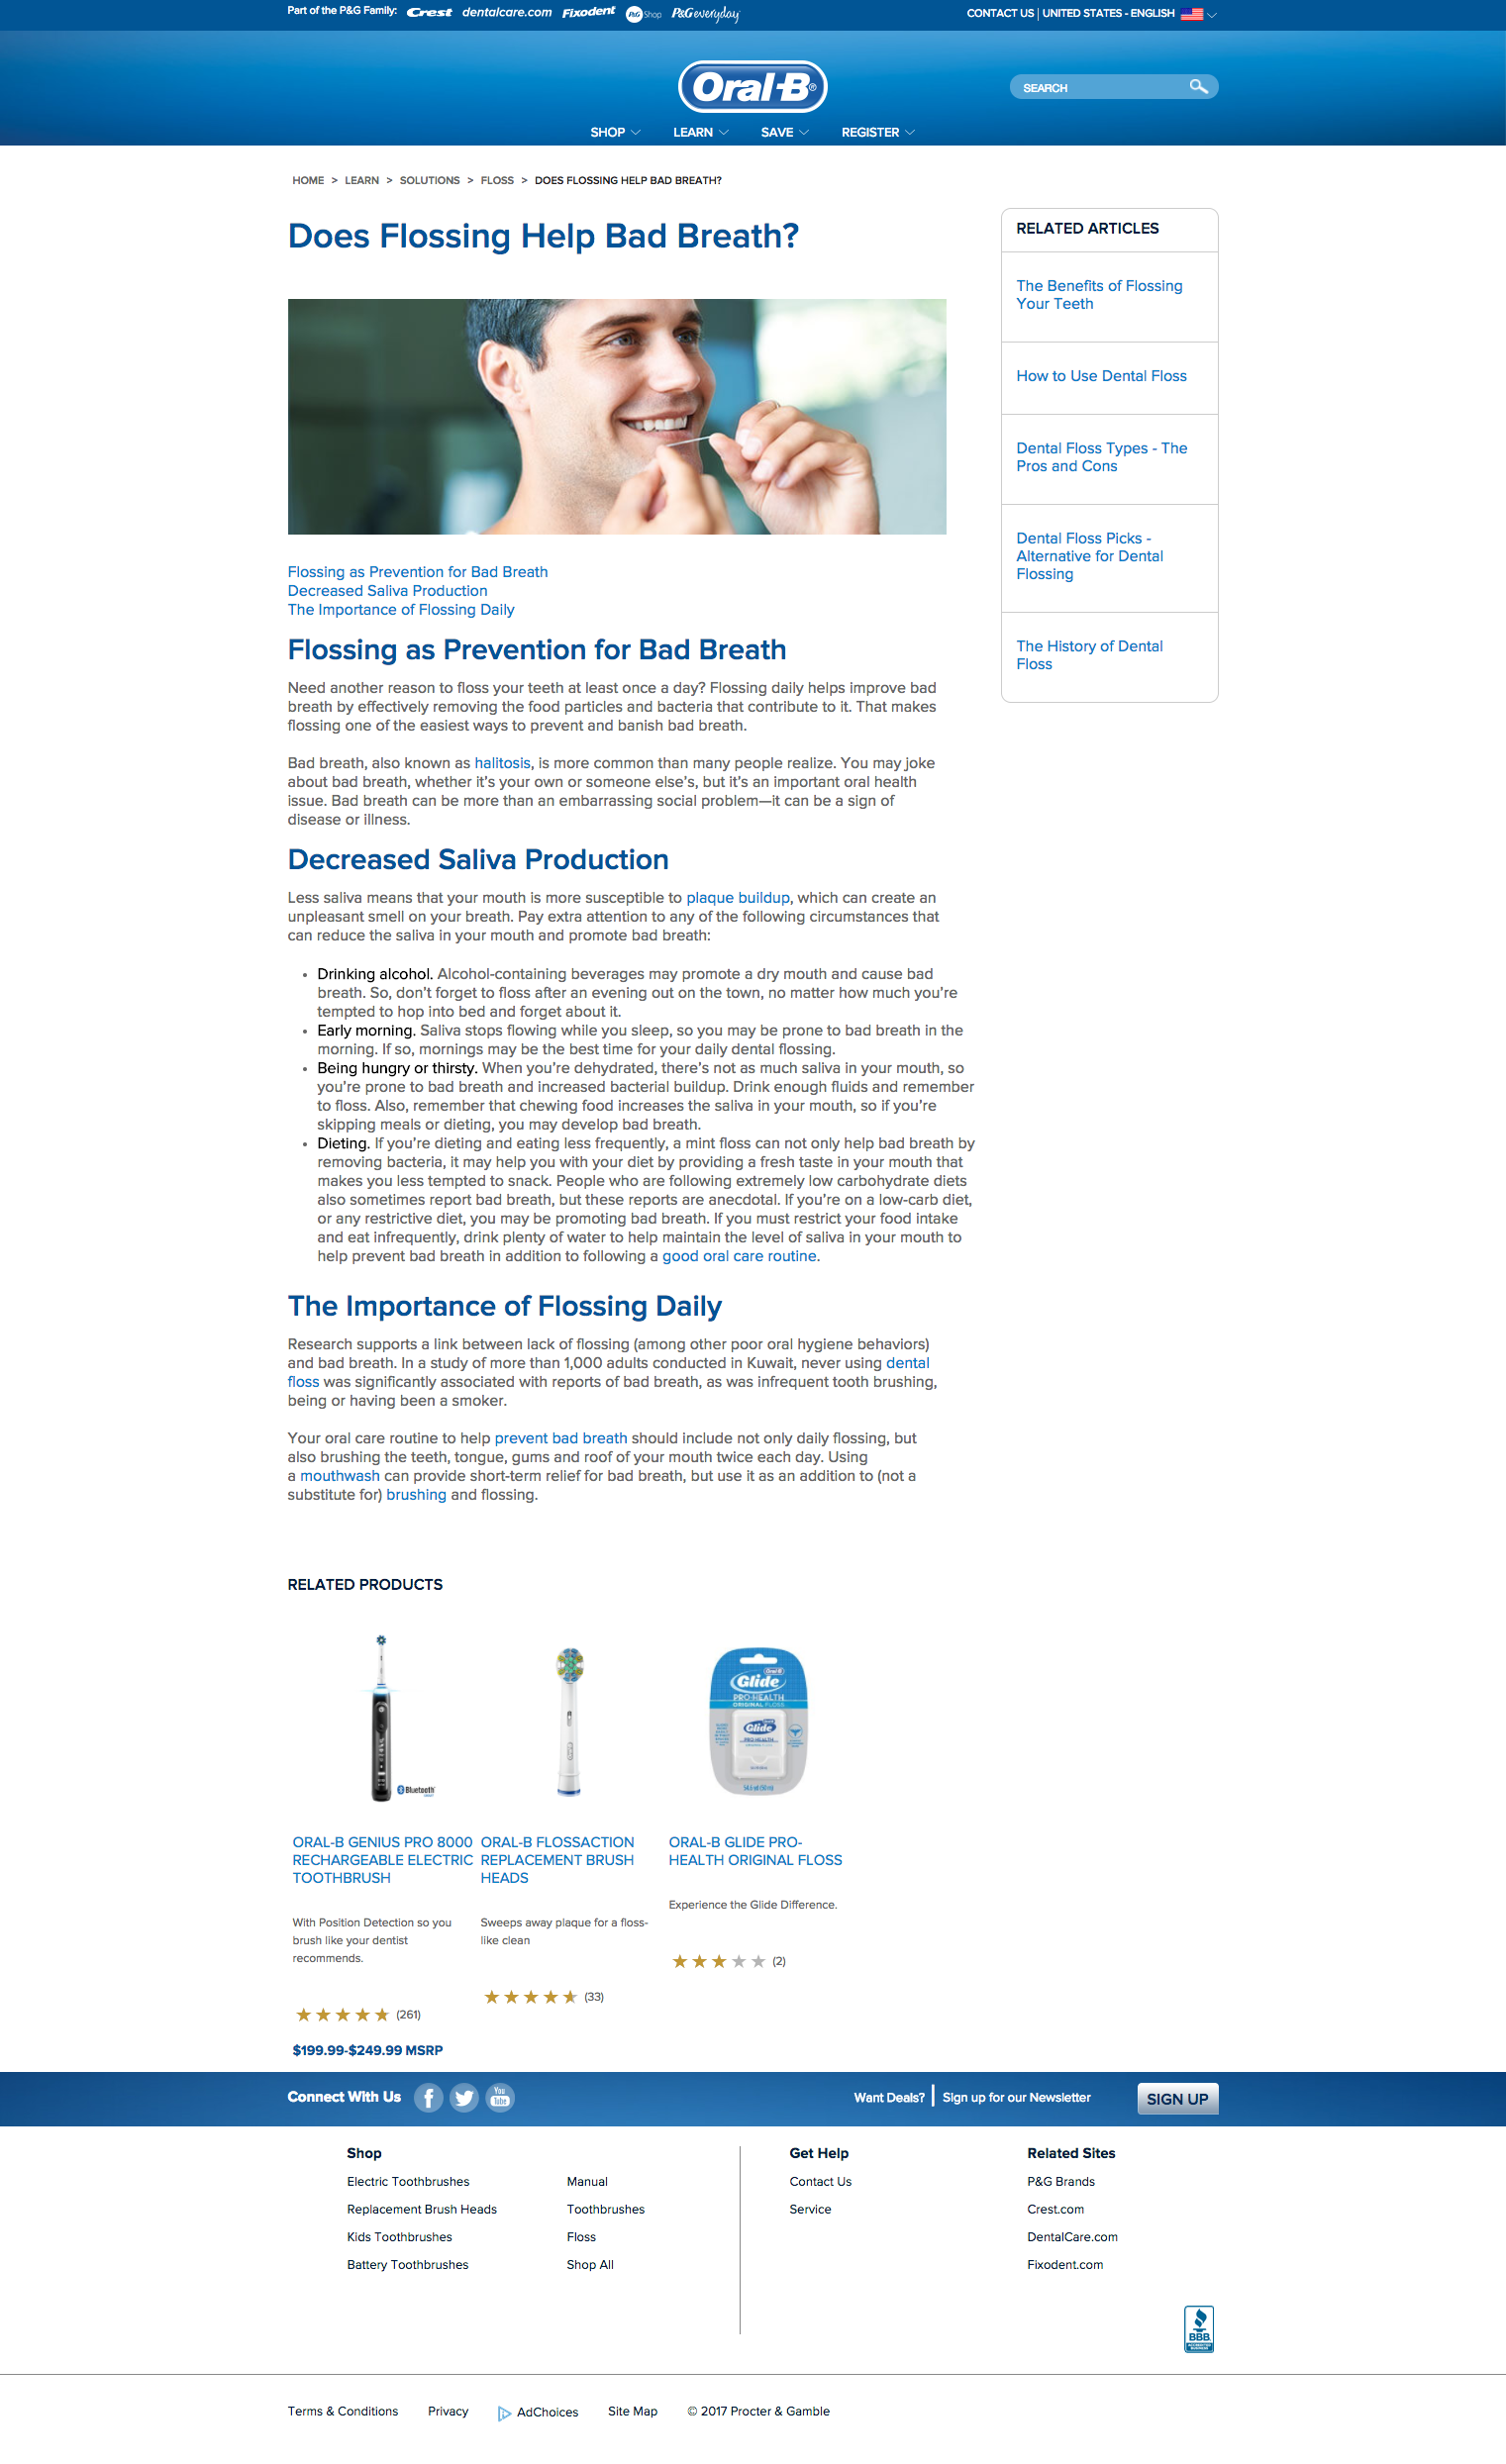 Part of the P&G Family: Crest dentalcare.com Fixodent P&G Shop P&G everyday
CONTACT US | UNITED STATES - ENGLISH
Oral-B®
SEARCH
SHOP LEARN SAVE REGISTER
HOME > LEARN > SOLUTIONS > FLOSS > DOES FLOSSING HELP BAD BREATH?
Does Flossing Help Bad Breath?
Flossing as Prevention for Bad Breath
Decreased Saliva Production
The Importance of Flossing Daily
Flossing as Prevention for Bad Breath
Need another reason to floss your teeth at least once a day? Flossing daily helps improve bad
breath by effectively removing the food particles and bacteria that contribute to it. That makes
flossing one of the easiest ways to prevent and banish bad breath.
Bad breath, also known as halitosis, is more common than many people realize. You may joke
about bad breath, whether it's your own or someone else's, but it's an important oral health
issue. Bad breath can be more than an embarrassing social problem—it can be a sign of
disease or illness.
Decreased Saliva Production
Less saliva means that your mouth is more susceptible to plaque buildup, which can create an
unpleasant smell on your breath. Pay extra attention to any of the following circumstances that
can reduce the saliva in your mouth and promote bad breath:
• Drinking alcohol. Alcohol-containing beverages may promote a dry mouth and cause bad
breath. So, don't forget to floss after an evening out on the town, no matter how much you're
tempted to hop into bed and forget about it.
• Early morning. Saliva stops flowing while you sleep, so you may be prone to bad breath in the
morning. If so, mornings may be the best time for your daily dental flossing.
• Being hungry or thirsty. When you're dehydrated, there's not as much saliva in your mouth, so
you're prone to bad breath and increased bacterial buildup. Drink enough fluids and remember
to floss. Also, remember that chewing food increases the saliva in your mouth, so if you're
skipping meals or dieting, you may develop bad breath.
• Dieting. If you're dieting and eating less frequently, a mint floss can not only help bad breath by
removing bacteria, it may help you with your diet by providing a fresh taste in your mouth that
makes you less tempted to snack. People who are following extremely low carbohydrate diets
also sometimes report bad breath, but these reports are anecdotal. If you're on a low-carb diet,
or any restrictive diet, you may be promoting bad breath. If you must restrict your food intake
and eat infrequently, drink plenty of water to help maintain the level of saliva in your mouth to
help prevent bad breath in addition to following a good oral care routine.
The Importance of Flossing Daily
Research supports a link between lack of flossing (among other poor oral hygiene behaviors)
and bad breath. In a study of more than 1,000 adults conducted in Kuwait, never using dental
floss was significantly associated with reports of bad breath, as was infrequent tooth brushing,
being or having been a smoker.
Your oral care routine to help prevent bad breath should include not only daily flossing, but
also brushing the teeth, tongue, gums and roof of your mouth twice each day. Using
a mouthwash can provide short-term relief for bad breath, but use it as an addition to (not a
substitute for) brushing and flossing.
RELATED ARTICLES
The Benefits of Flossing
Your Teeth
How to Use Dental Floss
Dental Floss Types - The
Pros and Cons
Dental Floss Picks -
Alternative for Dental
Flossing
The History of Dental
Floss
RELATED PRODUCTS
Bluetooth
Oral-B
Glide
PRO-HEALTH
ORIGINAL FLOSS
Glide
PRO-HEALTH
ORAL-B GENIUS PRO 8000
RECHARGEABLE ELECTRIC
TOOTHBRUSH
With Position Detection so you
brush like your dentist
recommends.
(261)
$199.99-$249.99 MSRP
ORAL-B FLOSSACTION
REPLACEMENT BRUSH
HEADS
Sweeps away plaque for a floss-
like clean
(33)
ORAL-B GLIDE PRO-
HEALTH ORIGINAL FLOSS
Experience the Glide Difference.
(2)
Connect With Us
You
Tube
Want Deals? | Sign up for our Newsletter
SIGN UP
Shop
Electric Toothbrushes
Replacement Brush Heads
Kids Toothbrushes
Battery Toothbrushes
Manual
Toothbrushes
Floss
Shop All
Get Help
Contact Us
Service
Related Sites
P&G Brands
Crest.com
DentalCare.com
Fixodent.com
BBB
Terms & Conditions Privacy AdChoices Site Map © 2017 Procter & Gamble